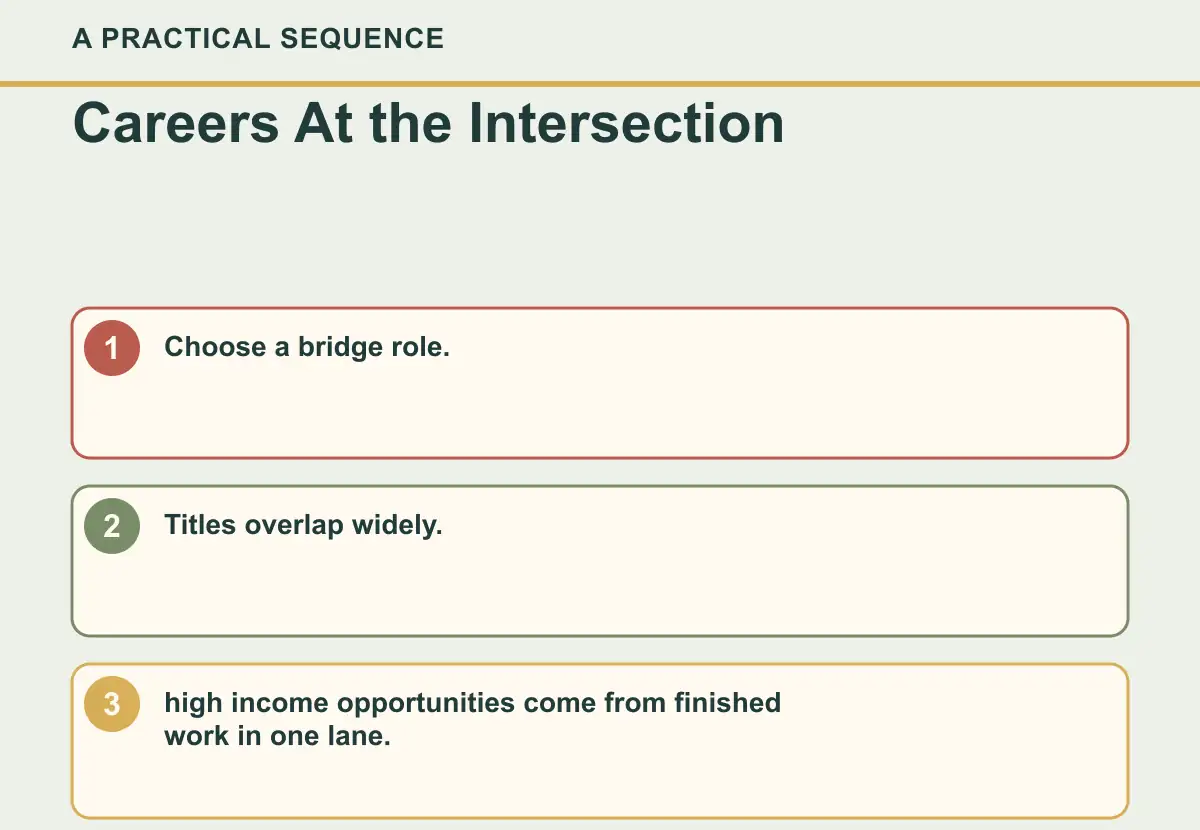 A PRACTICAL SEQUENCE
Careers At the Intersection
1
Choose a bridge role.
2
Titles overlap widely.
3
high income opportunities come from finished
work in one lane.